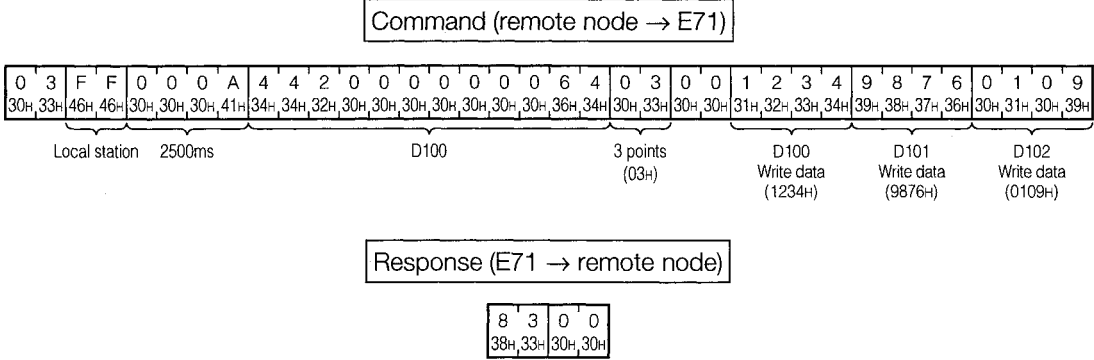 Command (remote node → E71)
0 3 F F 0 0 0 A 4 4 2 0 0 0 0 0 0 0 6 4 0 3 0 0 1 2 3 4 9 8 7 6 0 1 0 9
30H, 33H 46H, 46H 30H, 30H, 30H, 41H 34H, 34H, 32H, 30H, 30H, 30H, 30H, 30H, 30H, 30H, 36H, 34H 30H, 33H 30H, 30H 31H, 32H, 33H, 34H 39H, 38H, 37H, 36H 30H, 31H, 30H, 39H
Local station 2500ms D100 3 points D100 D101 D102
(03H) Write data Write data Write data
(1234H) (9876H) (0109H)
Response (E71 → remote node)
8 3 0 0
38H, 33H 30H, 30H